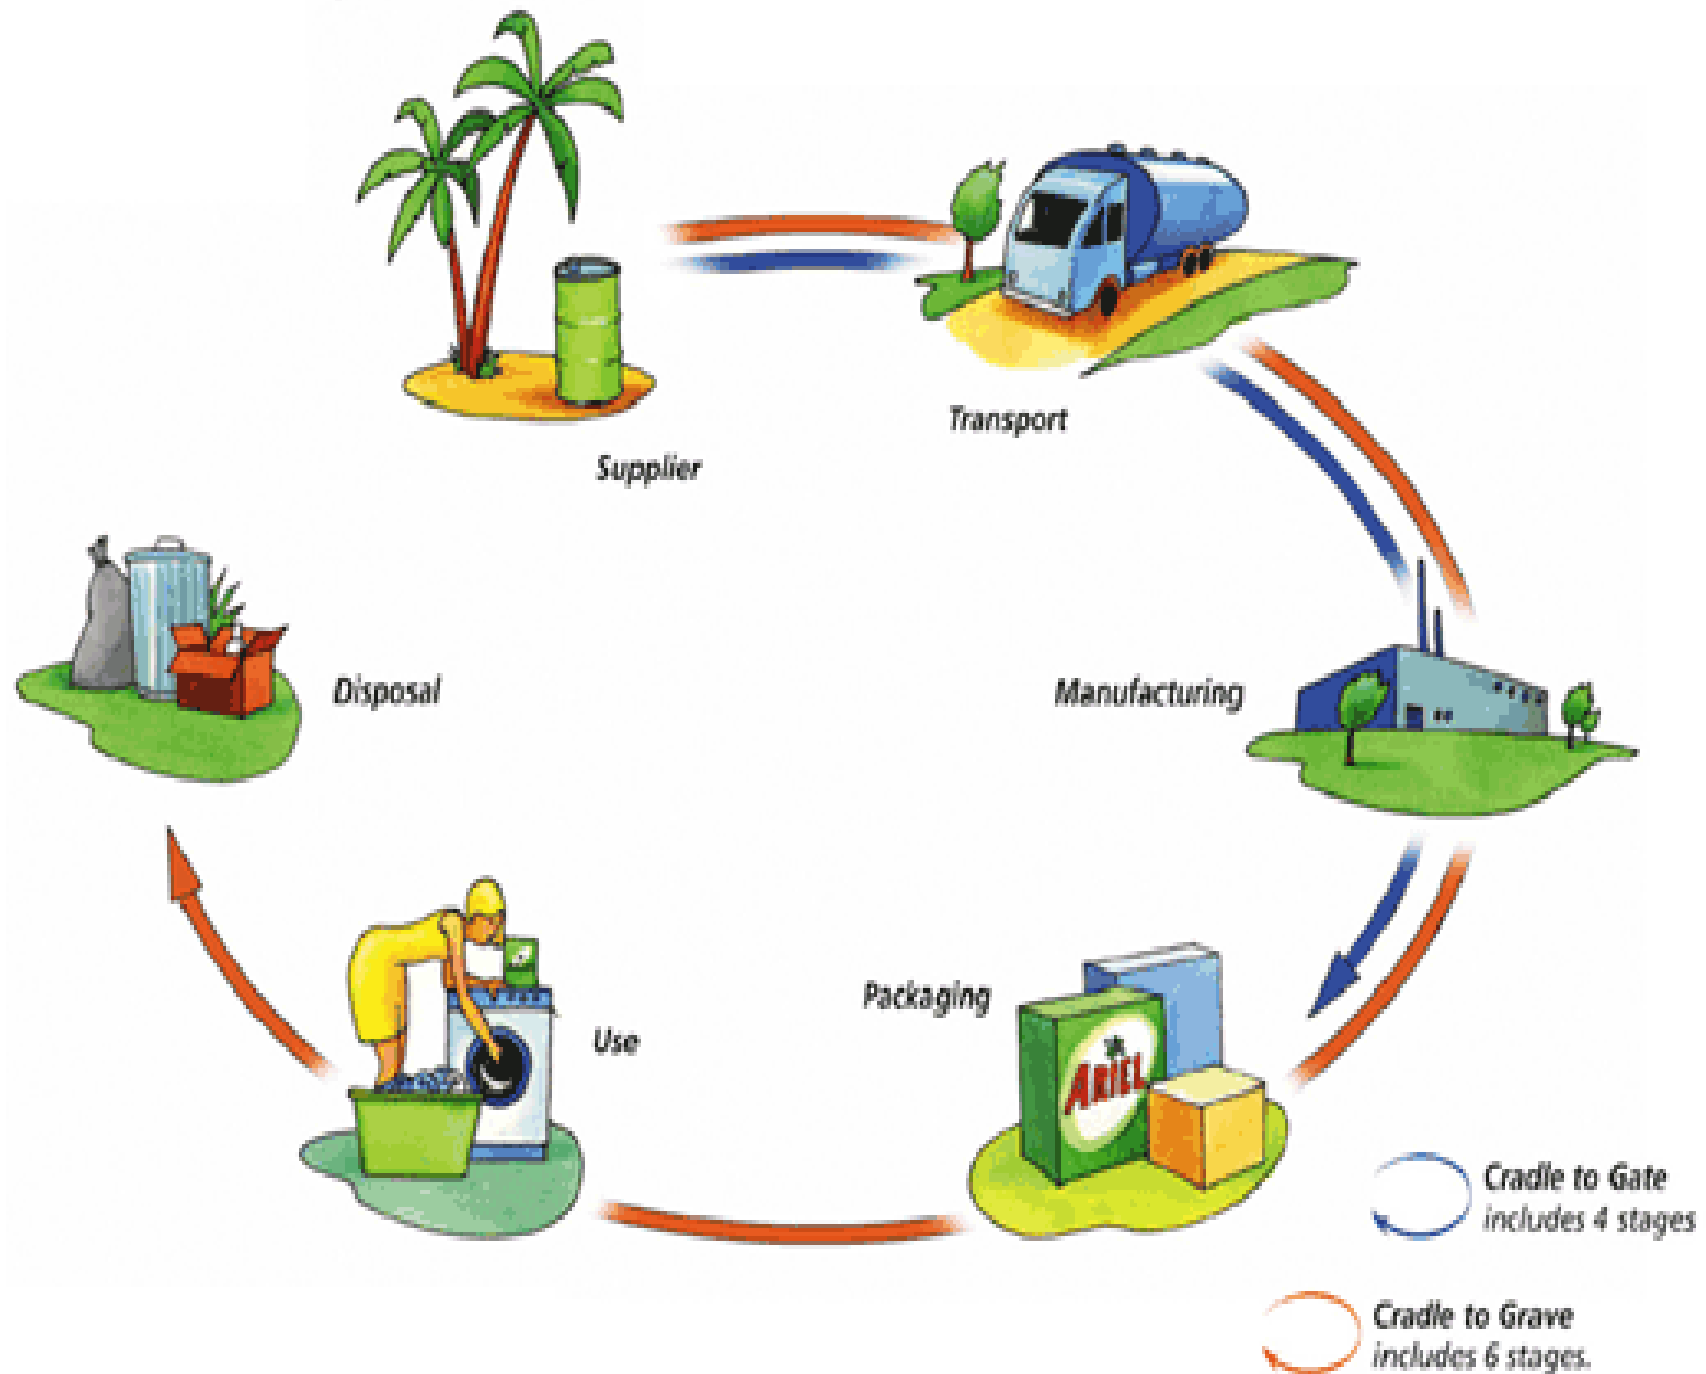 Supplier
Transport
Manufacturing
Packaging
ARIEL
Use
Disposal
Cradle to Gate
includes 4 stages
Cradle to Grave
includes 6 stages.